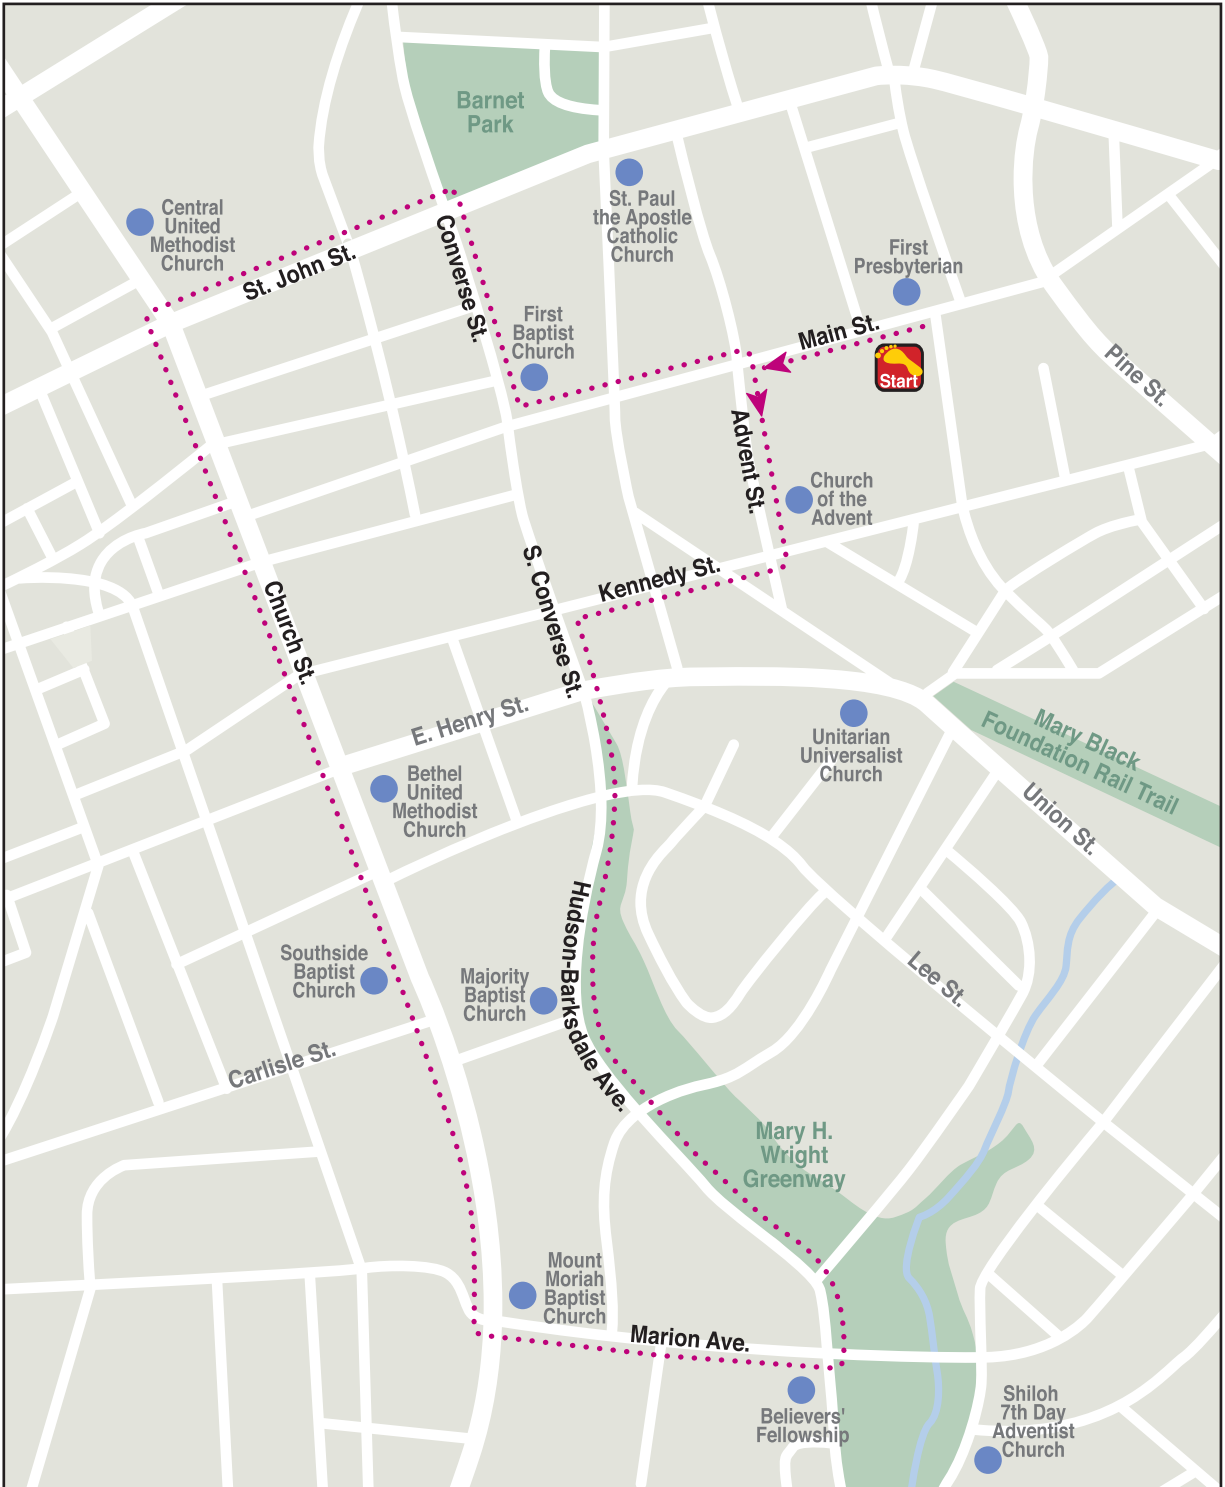 Barnet
Park
Central
United
Methodist
Church
St. Paul
the Apostle
Catholic
Church
First
Presbyterian
St. John St.
Converse St.
First
Baptist
Church
Main St.
Start
Pine St.
Advent St.
Church
of the
Advent
Kennedy St.
S. Converse St.
Church St.
E. Henry St.
Unitarian
Universalist
Church
Mary Black
Foundation Rail Trail
Union St.
Bethel
United
Methodist
Church
Hudson-Barksdale Ave.
Southside
Baptist
Church
Majority
Baptist
Church
Lee St.
Carlisle St.
Mary H.
Wright
Greenway
Mount
Moriah
Baptist
Church
Marion Ave.
Believers'
Fellowship
Shiloh
7th Day
Adventist
Church